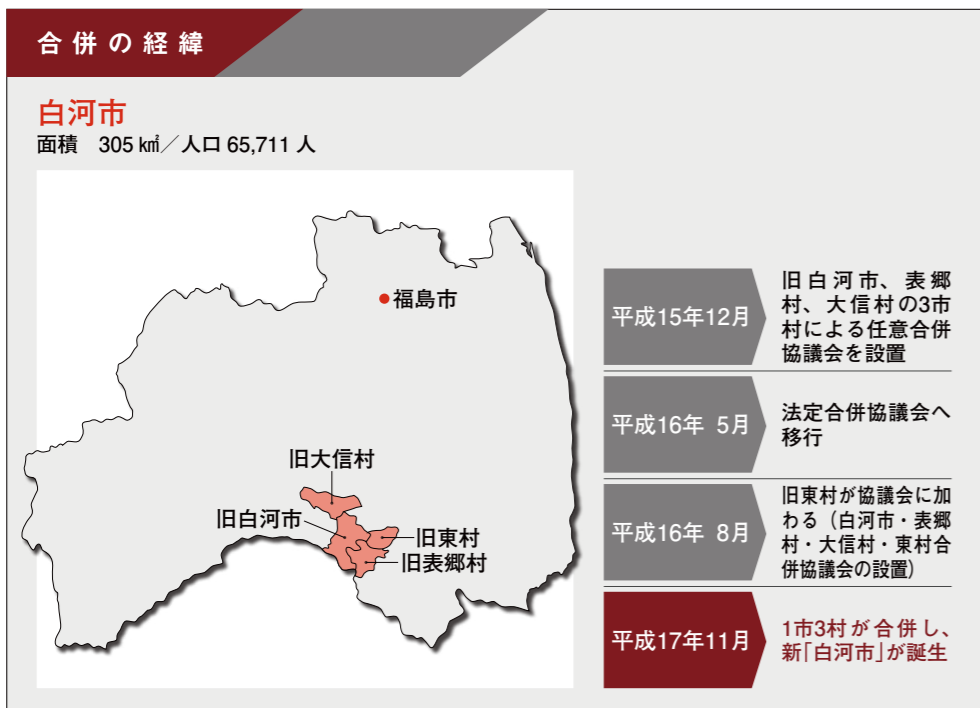 合併の経緯
白河市
面積　305㎢／人口 65,711 人
福島市
旧大信村
旧白河市
旧東村
旧表郷村
平成15年12月
旧白河市、表郷
村、大信村の3市
村による任意合併
協議会を設置
平成16年 5月
法定合併協議会へ
移行
平成16年 8月
旧東村が協議会に加
わる（白河市・表郷
村・大信村・東村合
併協議会の設置）
平成17年11月
1市3村が合併し、
新｢白河市｣が誕生